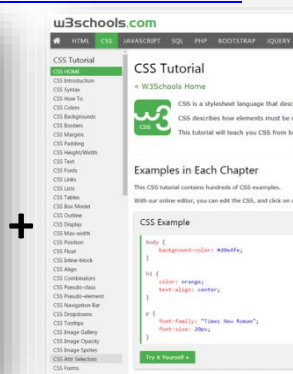 w3schools.com
HTML CSS JAVASCRIPT SQL PHP BOOTSTRAP JQUERY
CSS Tutorial
CSS HOME
CSS Introduction
CSS Syntax
CSS How To
CSS Colors
CSS Backgrounds
CSS Borders
CSS Margins
CSS Padding
CSS Height/Width
CSS Text
CSS Fonts
CSS Links
CSS Lists
CSS Tables
CSS Box Model
CSS Outline
CSS Display
CSS Max-width
CSS Position
CSS Float
CSS Inline-block
CSS Align
CSS Combinators
CSS Pseudo-class
CSS Pseudo-element
CSS Navigation Bar
CSS Dropdowns
CSS Tooltips
CSS Image Gallery
CSS Image Opacity
CSS Image Sprites
CSS Attr Selectors
CSS Forms
CSS Tutorial
« W3Schools Home
w3
CSS
CSS is a stylesheet language that desc
CSS describes how elements must be r
This tutorial will teach you CSS from b
Examples in Each Chapter
This CSS tutorial contains hundreds of CSS examples.
With our online editor, you can edit the CSS, and click on a
CSS Example
body {
background-color: #d0e4fe;
}
h1 {
color: orange;
text-align: center;
}
p {
font-family: "Times New Roman";
font-size: 20px;
}
Try it Yourself »
+